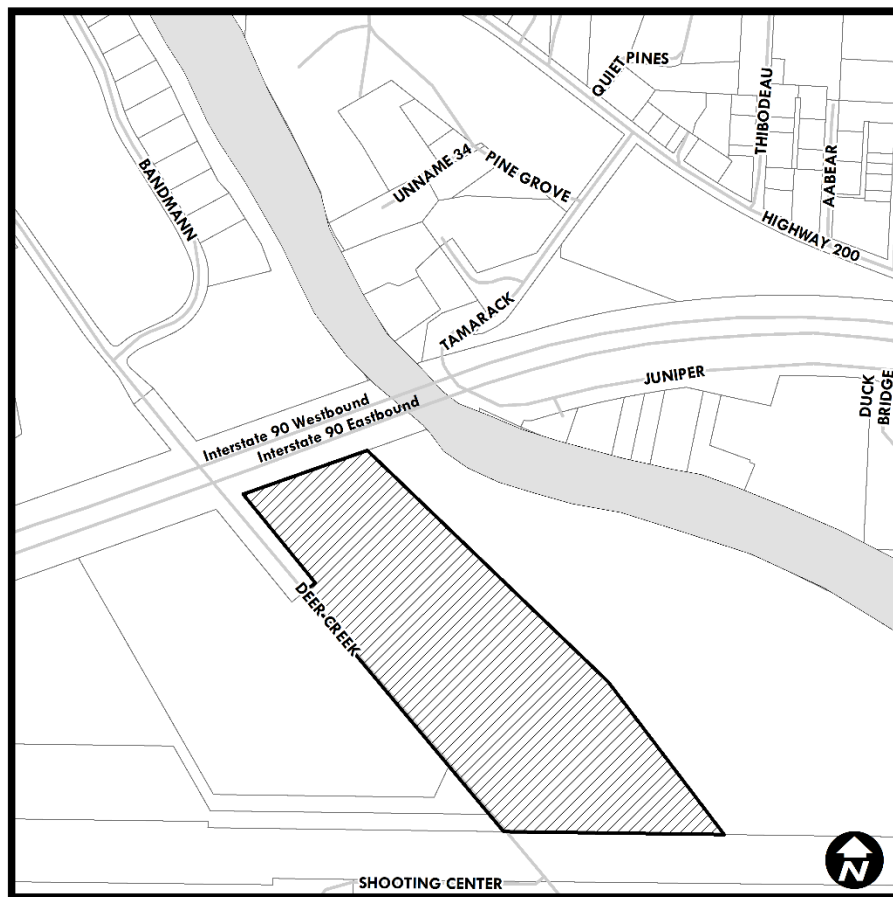 QUIET PINES
THIBODEAU
BANDMANN
UNNAME 34
PINE GROVE
AABEAR
HIGHWAY 200
TAMARACK
JUNIPER
DUCK
BRIDGE
Interstate 90 Westbound
Interstate 90 Eastbound
DEER CREEK
SHOOTING CENTER
N